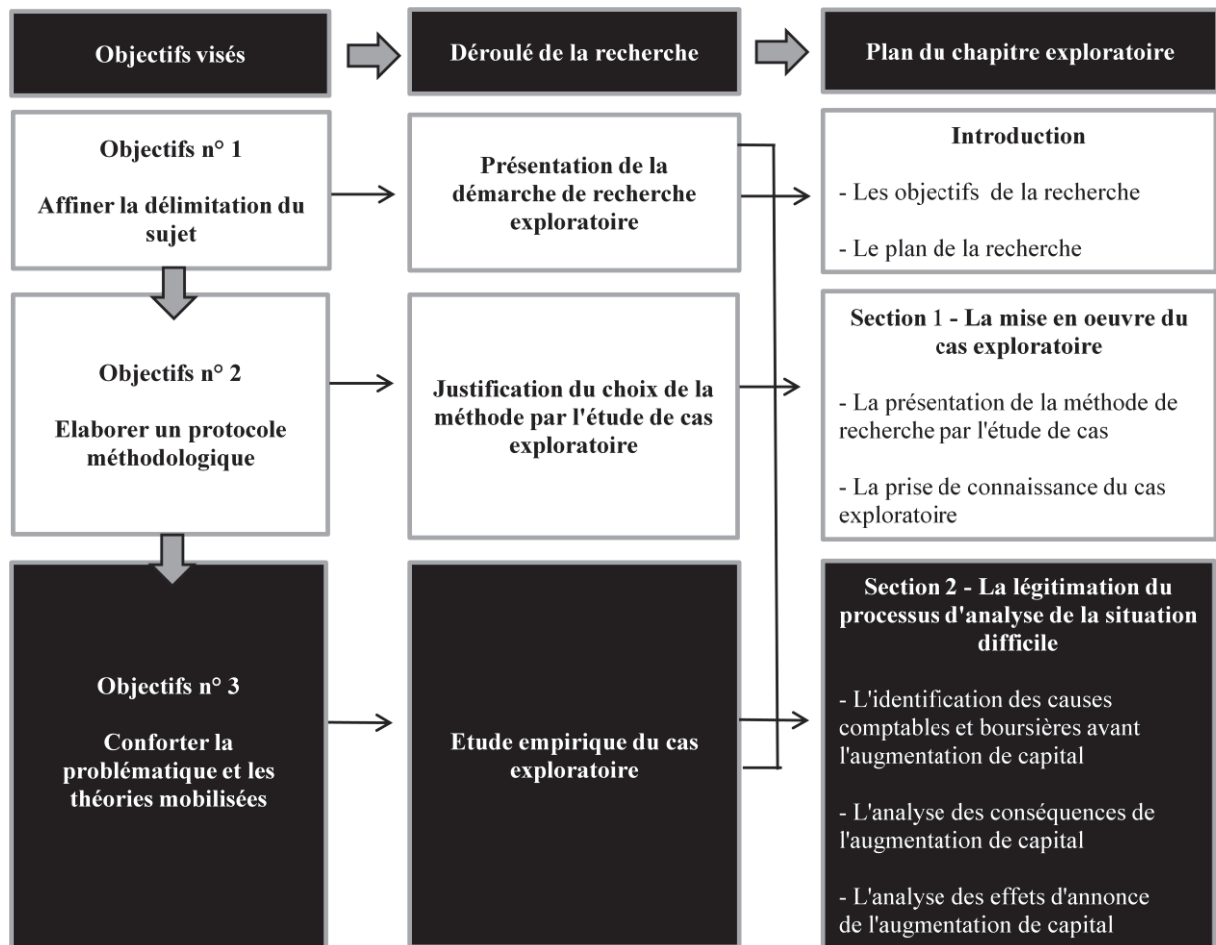 Objectifs visés
Déroulé de la recherche
Plan du chapitre exploratoire
Objectifs n° 1
Affiner la délimitation du
sujet
Présentation de la
démarche de recherche
exploratoire
Introduction
- Les objectifs de la recherche
- Le plan de la recherche
Objectifs n° 2
Elaborer un protocole
méthodologique
Justification du choix de la
méthode par l'étude de cas
exploratoire
Section 1 - La mise en oeuvre du
cas exploratoire
- La présentation de la méthode de
recherche par l'étude de cas
- La prise de connaissance du cas
exploratoire
Objectifs n° 3
Conforter la
problématique et les
théories mobilisées
Etude empirique du cas
exploratoire
Section 2 - La légitimation du
processus d'analyse de la situation
difficile
- L'identification des causes
comptables et boursières avant
l'augmentation de capital
- L'analyse des conséquences de
l'augmentation de capital
- L'analyse des effets d'annonce
de l'augmentation de capital